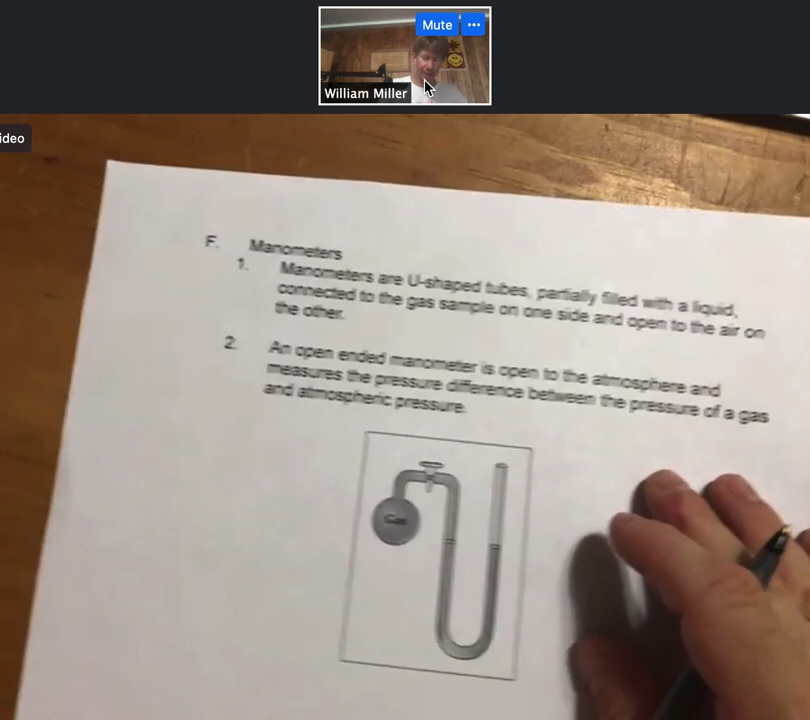 Mute ...
William Miller
ideo
F. Manometers
1. Manometers are U-shaped tubes, partially filled with a liquid,
connected to the gas sample on one side and open to the air on
the other.
2. An open ended manometer is open to the atmosphere and
measures the pressure difference between the pressure of a gas
and atmospheric pressure.
Gas